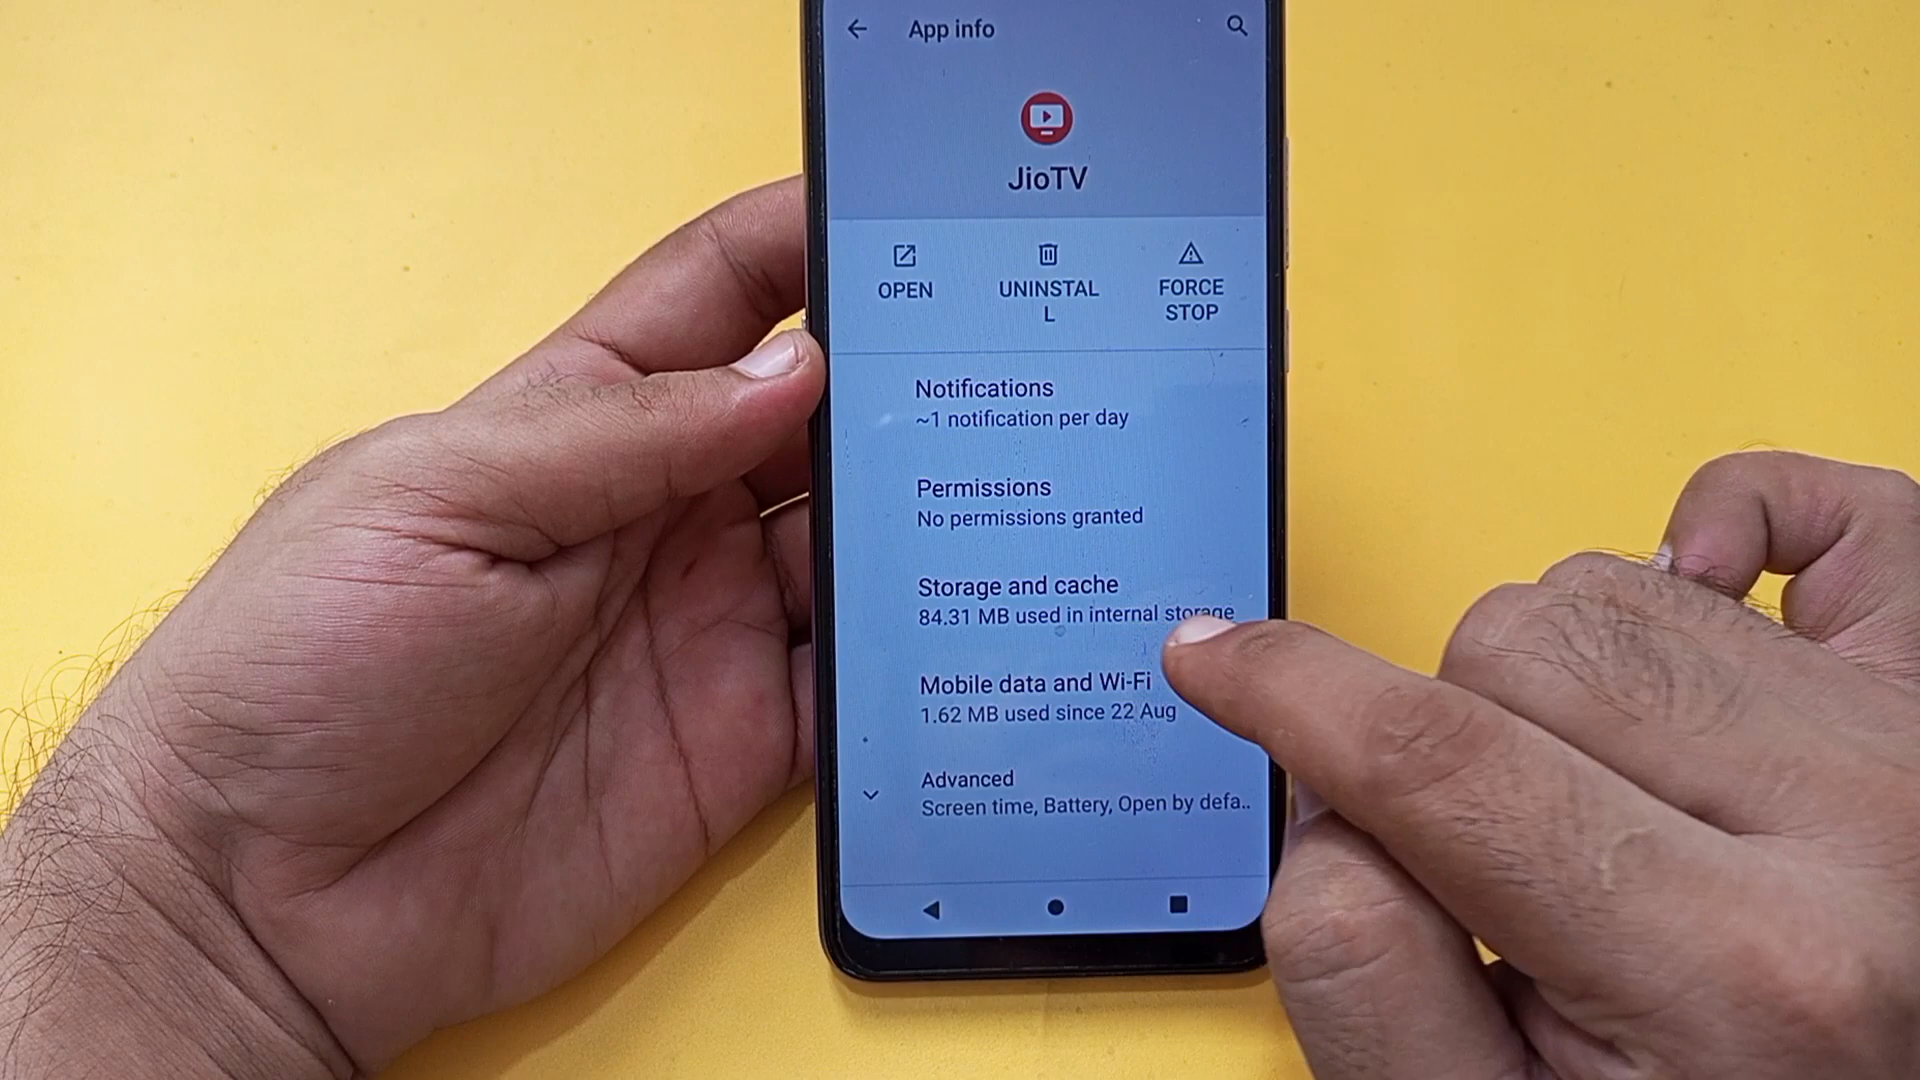 App info
JioTV
OPEN
UNINSTAL
L
FORCE
STOP
Notifications
~1 notification per day
Permissions
No permissions granted
Storage and cache
84.31 MB used in internal storage
Mobile data and Wi-Fi
1.62 MB used since 22 Aug
Advanced
Screen time, Battery, Open by defa..